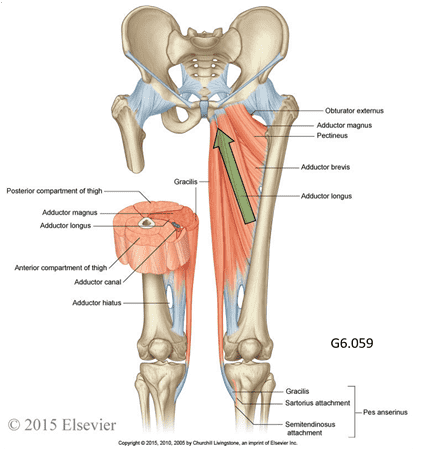 Obturator externus
Adductor magnus
Pectineus
Adductor brevis
Gracilis
Posterior compartment of thigh
Adductor longus
Adductor magnus
Adductor longus
Anterior compartment of thigh
Adductor canal
Adductor hiatus
G6.059
Gracilis
Sartorius attachment
Pes anserinus
Semitendinosus
attachment
© 2015 Elsevier
Copyright © 2015, 2010, 2005 by Churchill Livingstone, an imprint of Elsevier Inc.